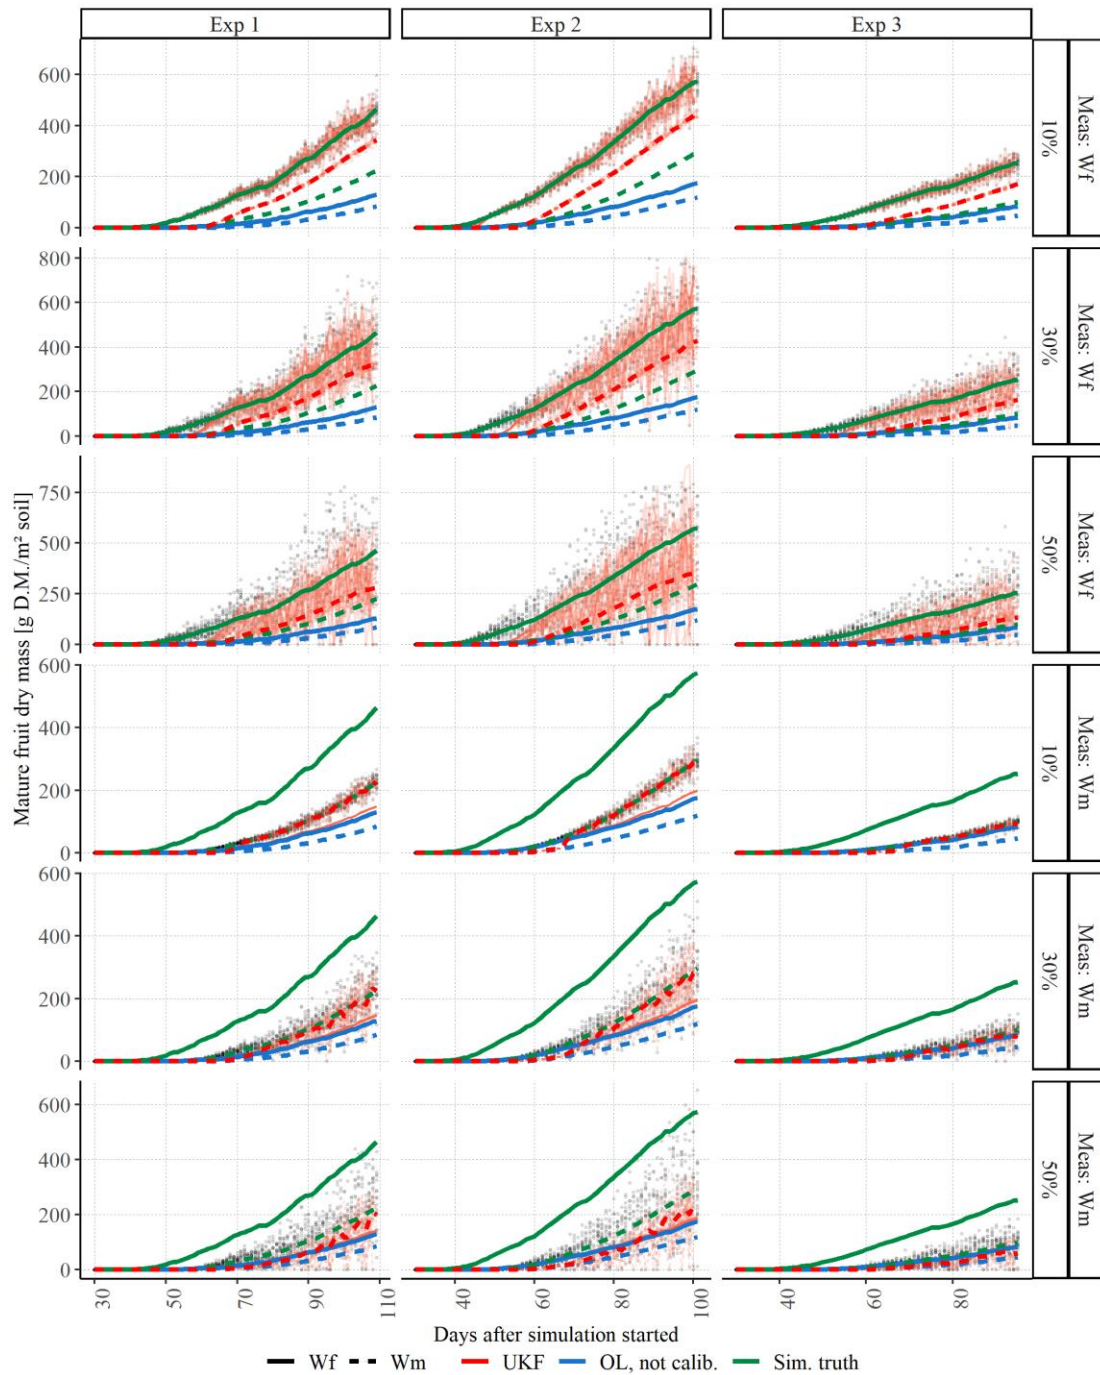 Exp 1 Exp 2 Exp 3
Mature fruit dry mass [g D.M./m² soil]
600
400
200
0
10%
Meas: Wf
800
600
400
200
0
30%
Meas: Wf
750
500
250
0
50%
Meas: Wf
600
400
200
0
10%
Meas: Wm
600
400
200
0
30%
Meas: Wm
600
400
200
0
50%
Meas: Wm
30 50 70 90 110 40 60 80 100 40 60 80
Days after simulation started
Wf Wm UKF OL, not calib. Sim. truth